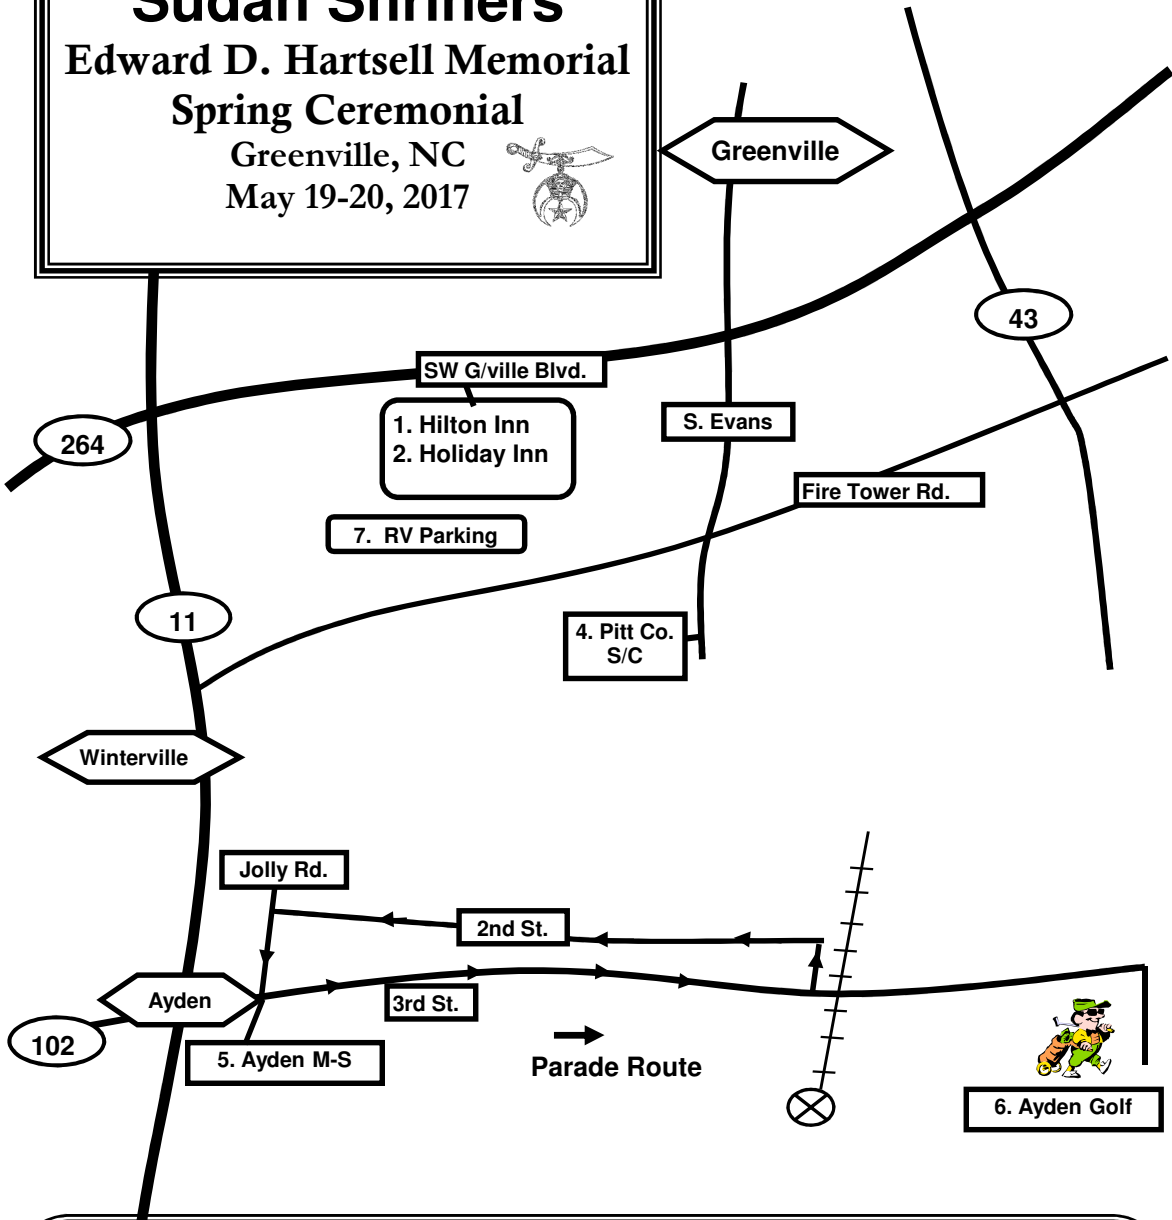 Sudan Shriners
Edward D. Hartsell Memorial
Spring Ceremonial
Greenville, NC
May 19-20, 2017
Greenville
43
SW G/ville Blvd.
1. Hilton Inn
2. Holiday Inn
S. Evans
264
Fire Tower Rd.
7. RV Parking
11
4. Pitt Co.
S/C
Winterville
Jolly Rd.
2nd St.
Ayden
3rd St.
102
5. Ayden M-S
Parade Route
6. Ayden Golf